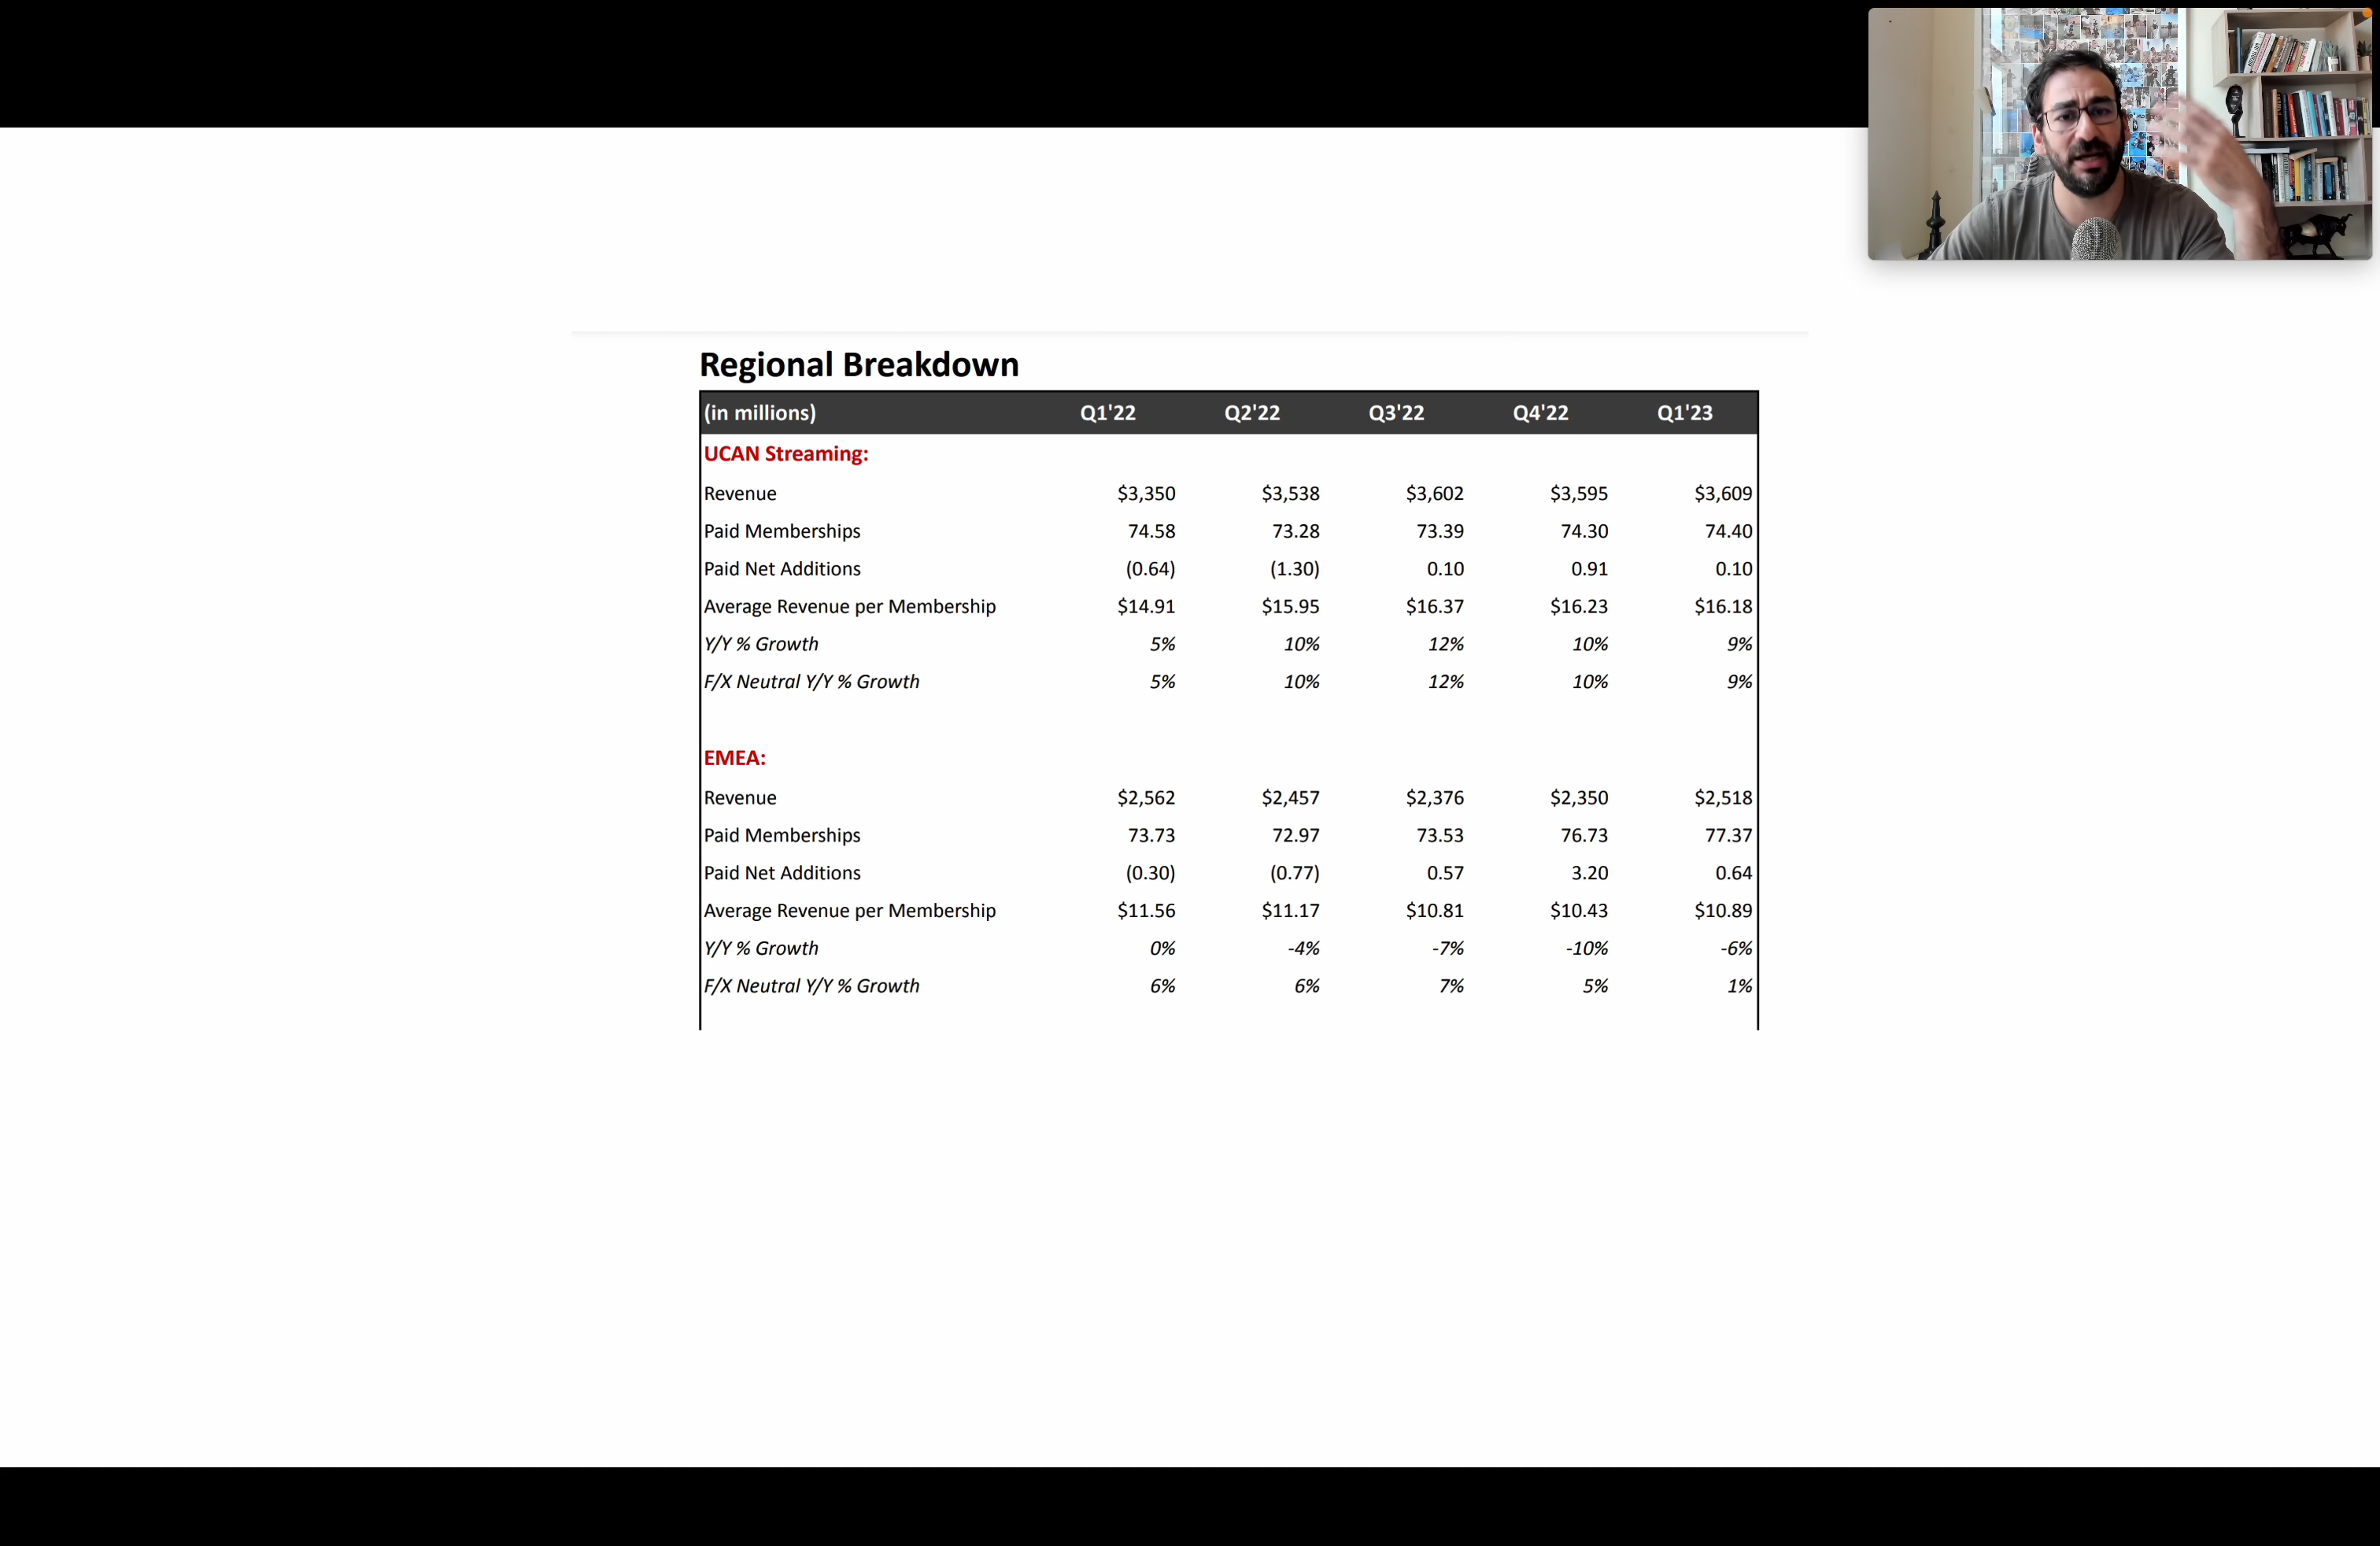 Regional Breakdown
(in millions) Q1'22 Q2'22 Q3'22 Q4'22 Q1'23
UCAN Streaming:
Revenue $3,350 $3,538 $3,602 $3,595 $3,609
Paid Memberships 74.58 73.28 73.39 74.30 74.40
Paid Net Additions (0.64) (1.30) 0.10 0.91 0.10
Average Revenue per Membership $14.91 $15.95 $16.37 $16.23 $16.18
Y/Y % Growth 5% 10% 12% 10% 9%
F/X Neutral Y/Y % Growth 5% 10% 12% 10% 9%
EMEA:
Revenue $2,562 $2,457 $2,376 $2,350 $2,518
Paid Memberships 73.73 72.97 73.53 76.73 77.37
Paid Net Additions (0.30) (0.77) 0.57 3.20 0.64
Average Revenue per Membership $11.56 $11.17 $10.81 $10.43 $10.89
Y/Y % Growth 0% -4% -7% -10% -6%
F/X Neutral Y/Y % Growth 6% 6% 7% 5% 1%